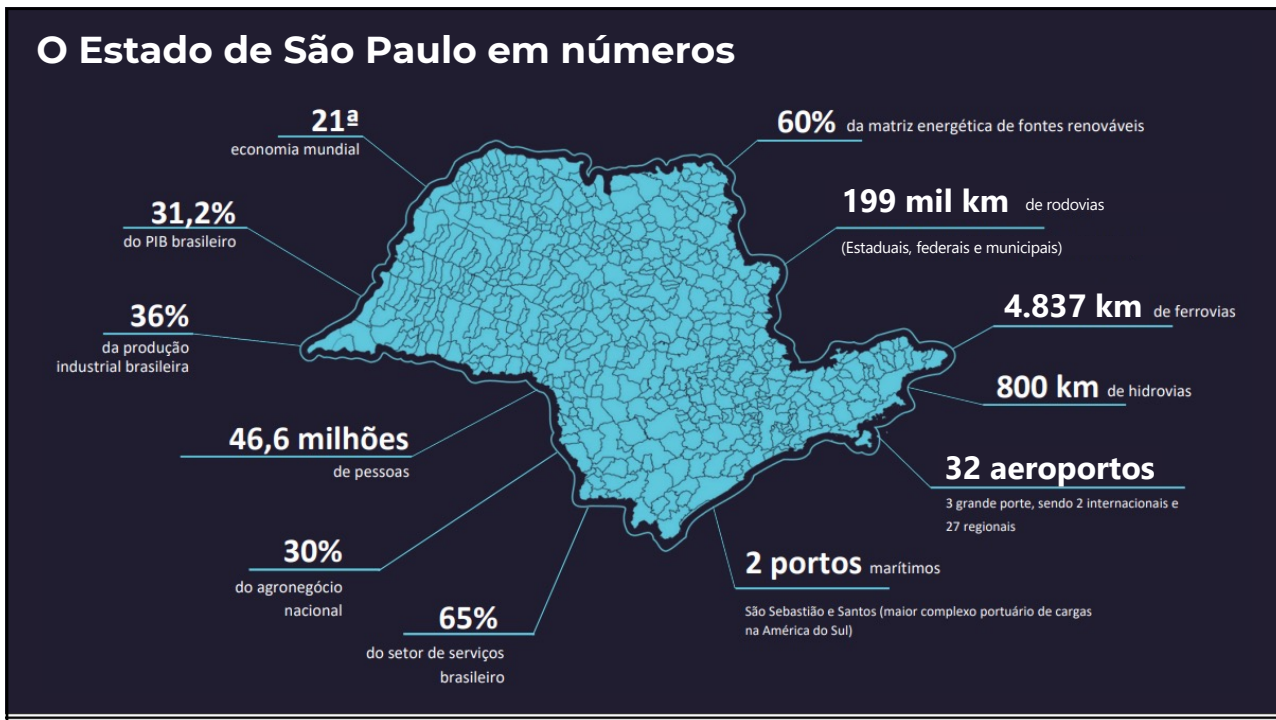 O Estado de São Paulo em números
21ª
economia mundial
31,2%
do PIB brasileiro
36%
da produção
industrial brasileira
46,6 milhões
de pessoas
30%
do agronegócio
nacional
65%
do setor de serviços
brasileiro
60% da matriz energética de fontes renováveis
199 mil km de rodovias
(Estaduais, federais e municipais)
4.837 km de ferrovias
800 km de hidrovias
32 aeroportos
3 grande porte, sendo 2 internacionais e
27 regionais
2 portos marítimos
São Sebastião e Santos (maior complexo portuário de cargas
na América do Sul)